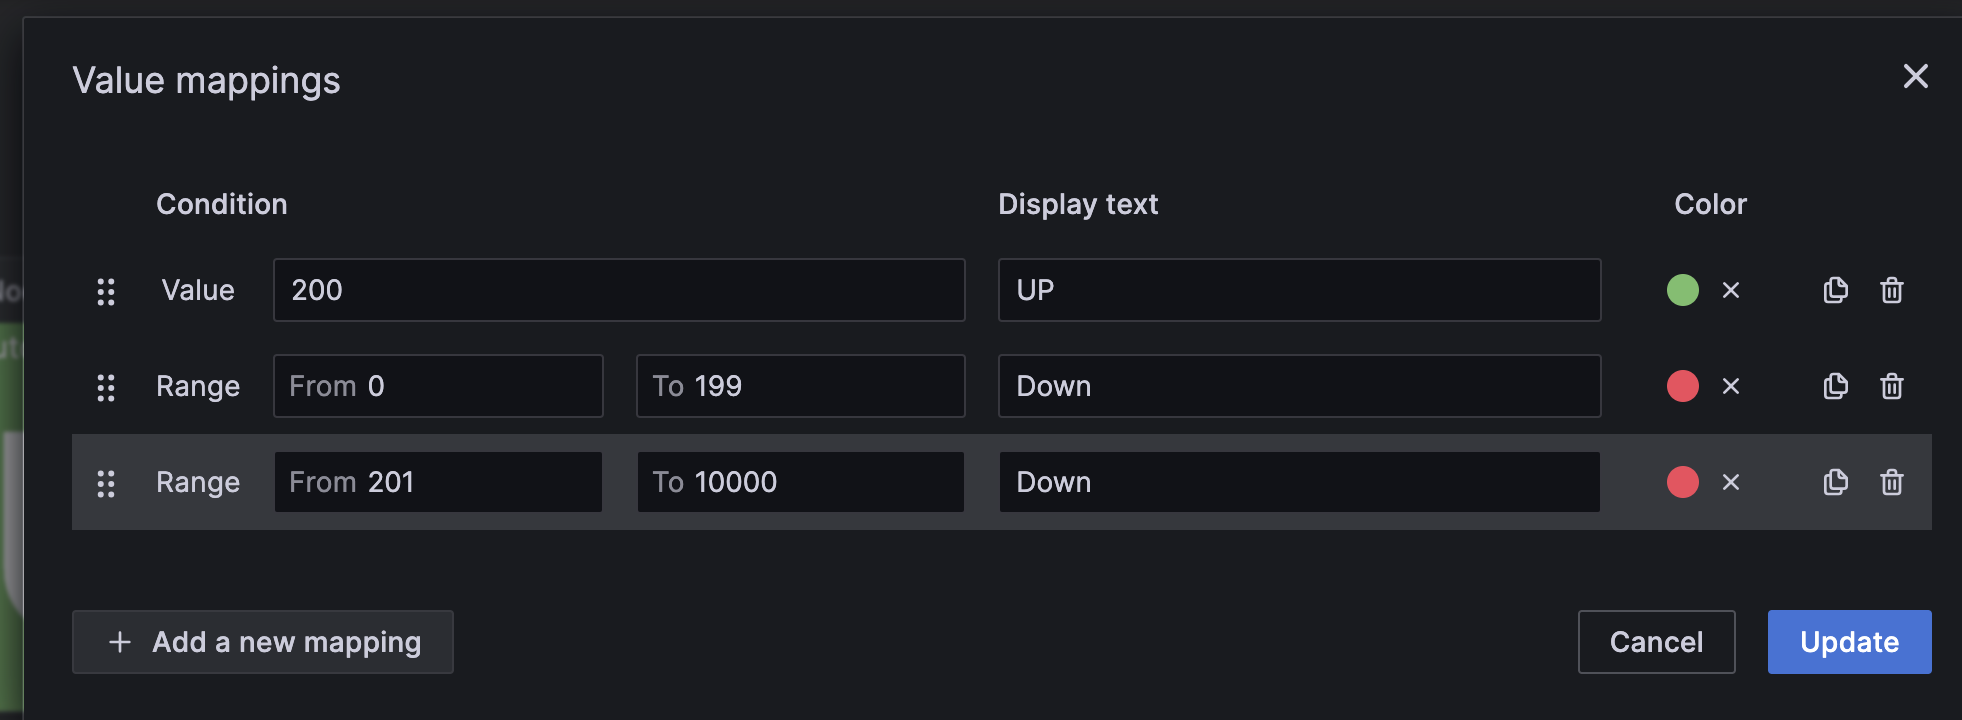 Value mappings
Condition Display text Color
Value 200 UP
Range From 0 To 199 Down
Range From 201 To 10000 Down
Add a new mapping Cancel Update